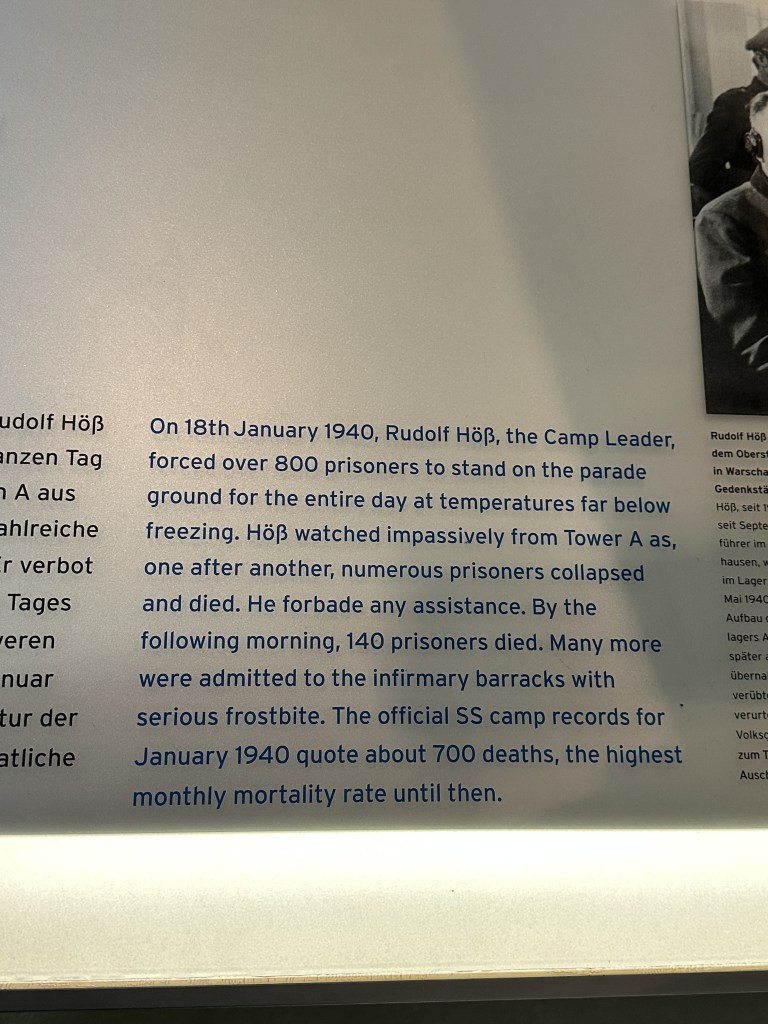 udolf Höß
anzen Tag
n A aus
ahlreiche
r verbot
Tages
veren
nuar
tur der
atliche
On 18th January 1940, Rudolf Höß, the Camp Leader,
forced over 800 prisoners to stand on the parade
ground for the entire day at temperatures far below
freezing. Höß watched impassively from Tower A as,
one after another, numerous prisoners collapsed
and died. He forbade any assistance. By the
following morning, 140 prisoners died. Many more
were admitted to the infirmary barracks with
serious frostbite. The official SS camp records for
January 1940 quote about 700 deaths, the highest
monthly mortality rate until then.
Rudolf Höß
dem Oberst
in Warscha
Gedenkstä
Höß, seit 1
seit Septe
führer im
hausen, w
im Lager
Mai 1940
Aufbau
lagers A
später a
überna
verübt
verurt
Volks
zum T
Ausc